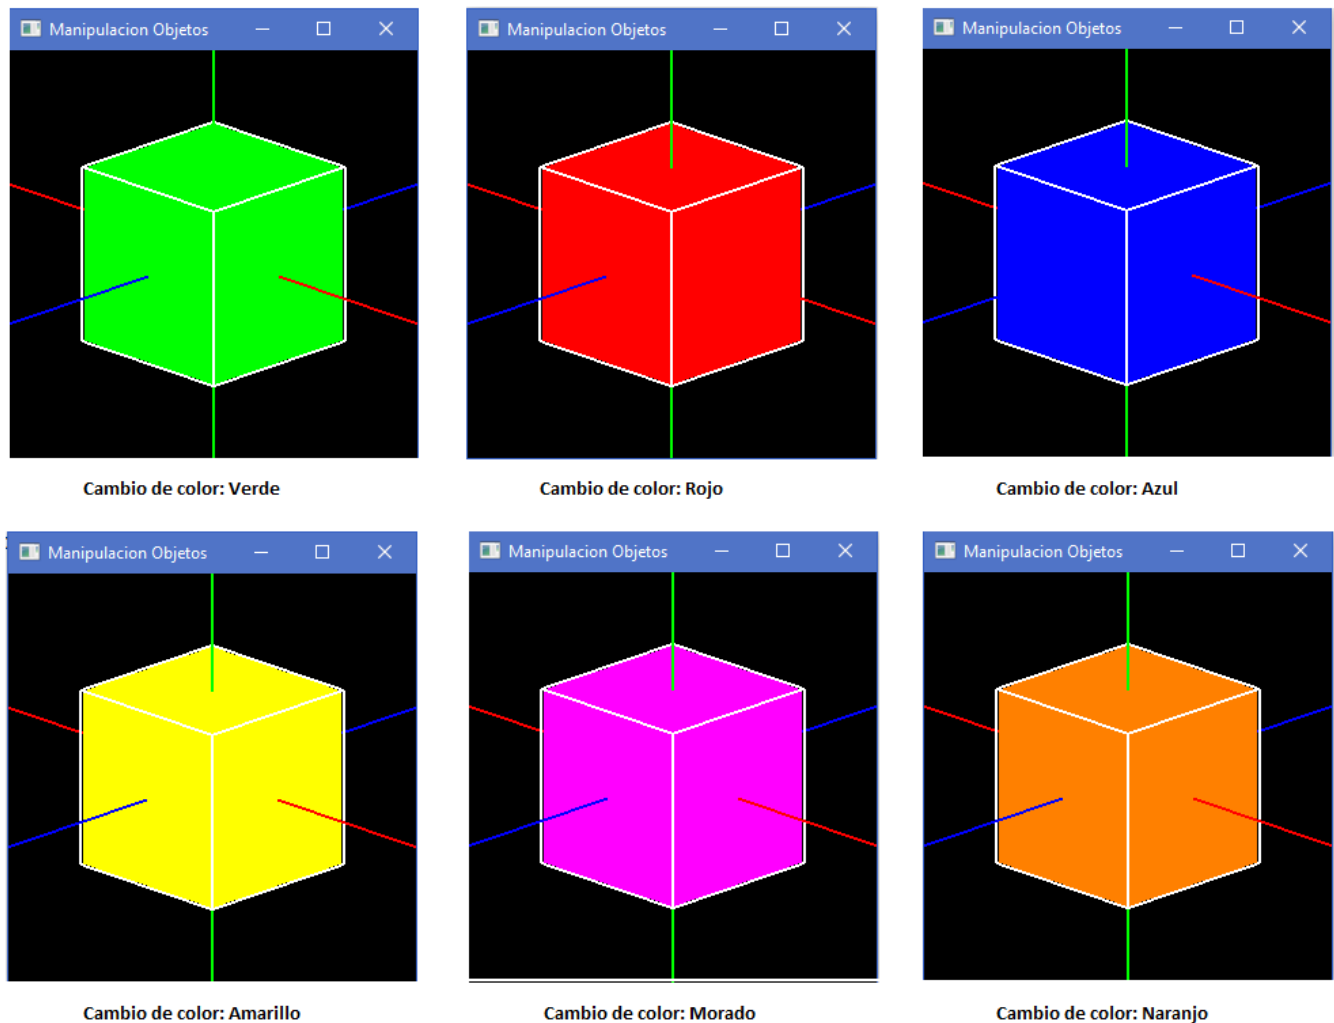 Manipulacion Objetos
Manipulacion Objetos
Manipulacion Objetos
Cambio de color: Verde
Cambio de color: Rojo
Cambio de color: Azul
Manipulacion Objetos
Manipulacion Objetos
Manipulacion Objetos
Cambio de color: Amarillo
Cambio de color: Morado
Cambio de color: Naranjo